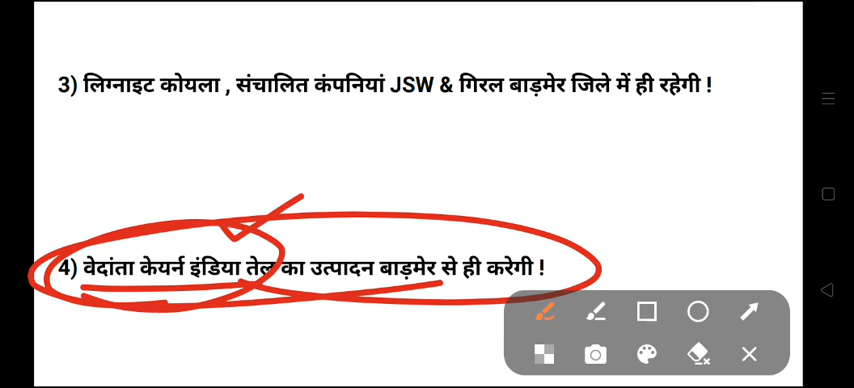 3) लिग्नाइट कोयला , संचालित कंपनियां JSW & गिरल बाड़मेर जिले में ही रहेगी !
4) वेदांता केयर्न इंडिया तेल का उत्पादन बाड़मेर से ही करेगी !